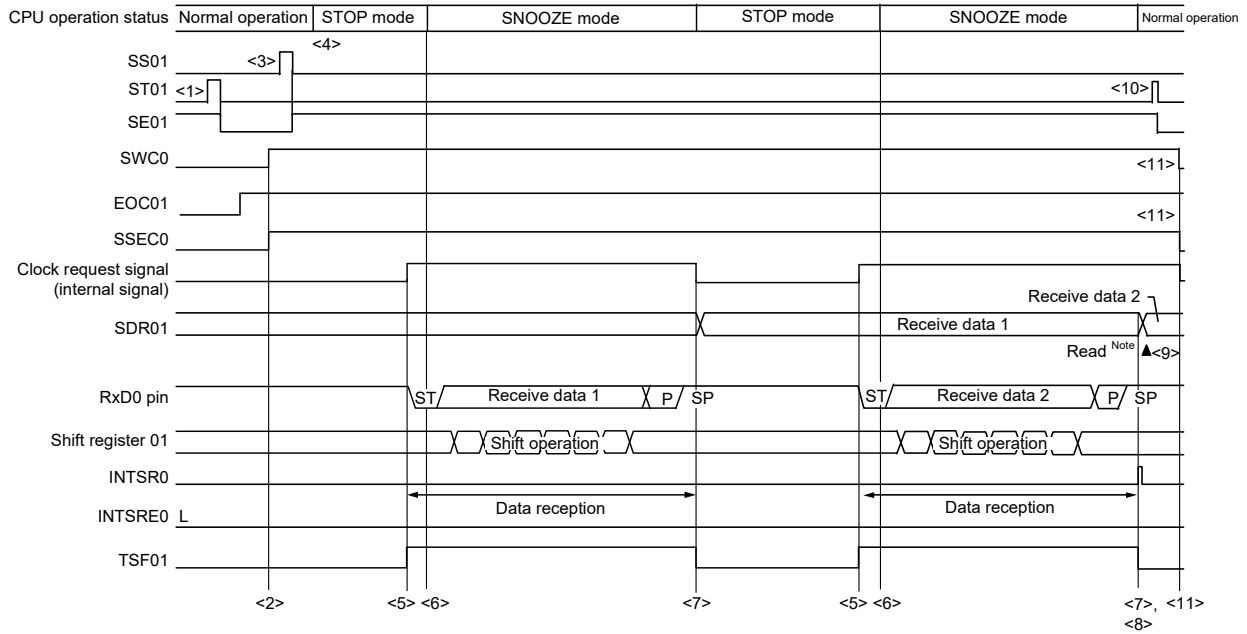 CPU operation status Normal operation STOP mode SNOOZE mode STOP mode SNOOZE mode Normal operation
<4>
SS01 <3>
ST01 <1> <10>
SE01
SWC0 <11>
EOC01
<11>
SSEC0
Clock request signal
(internal signal)
Receive data 2
SDR01 Receive data 1
Read Note ▲<9>
RxD0 pin ST Receive data 1 P SP ST Receive data 2 P SP
Shift register 01 Shift operation Shift operation
INTSR0
Data reception Data reception
INTSRE0 L
TSF01
<2> <5> <6> <7> <5> <6> <7>, <11>
<8>